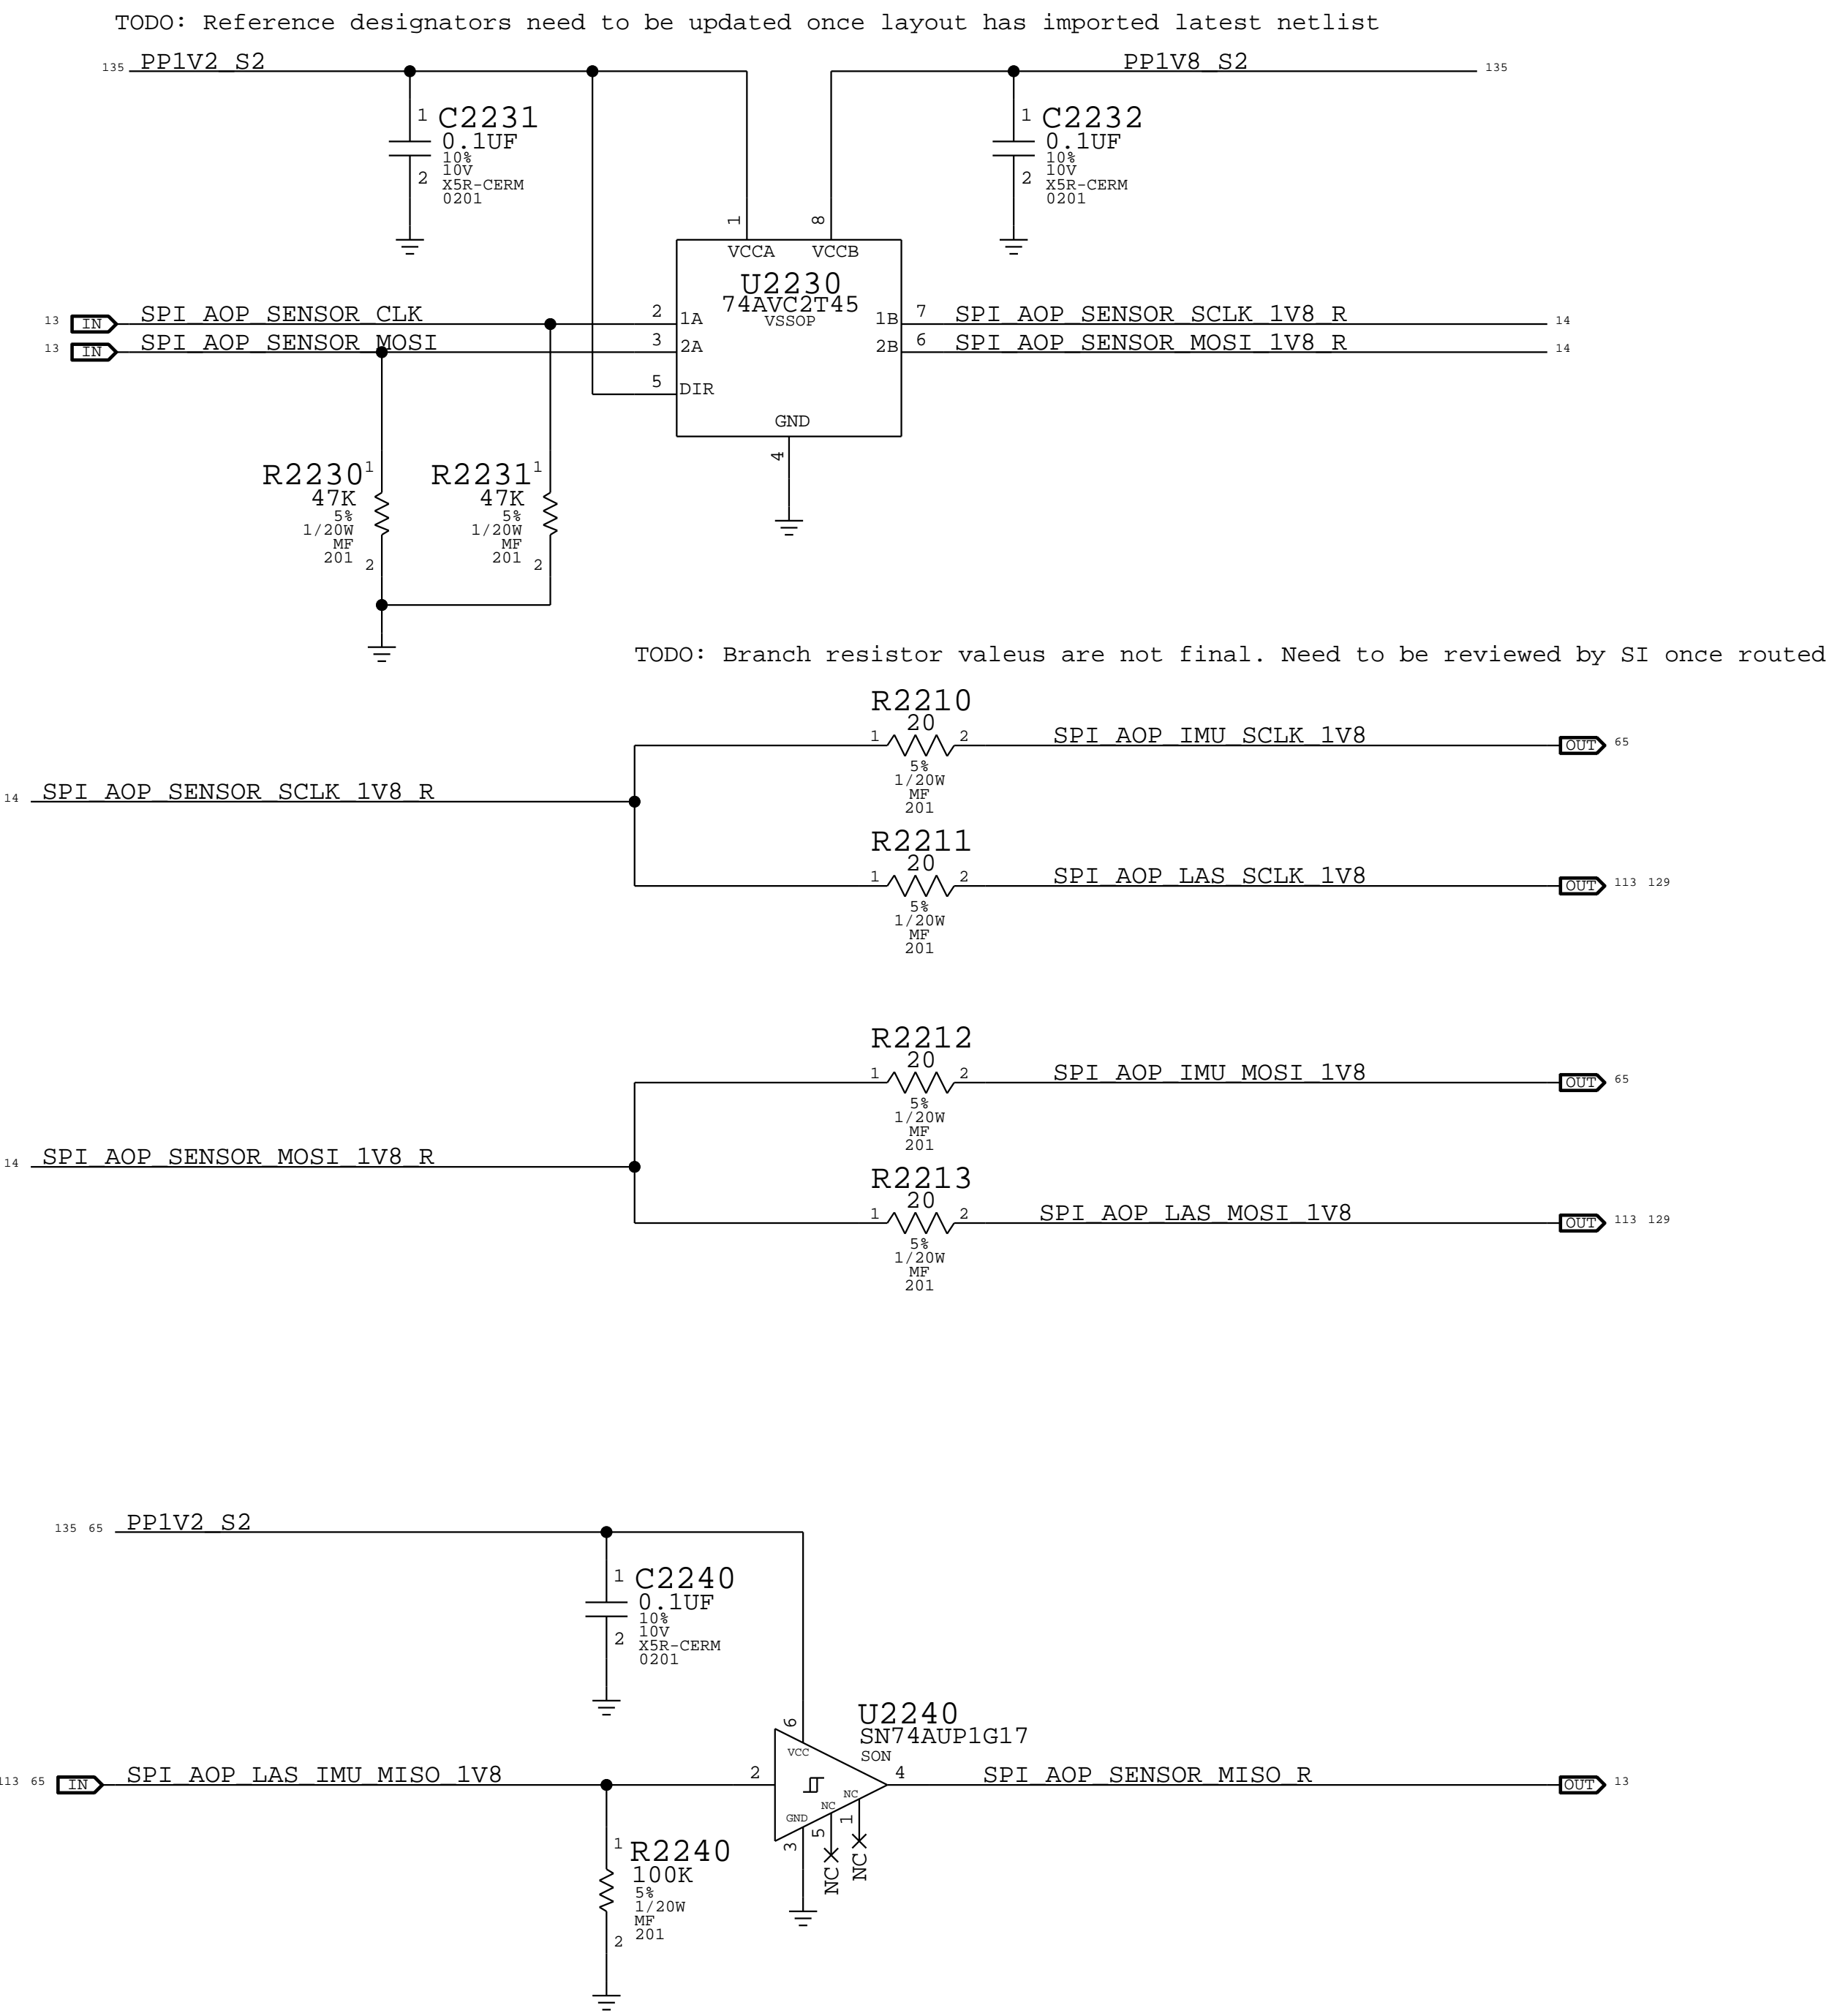 TODO: Reference designators need to be updated once layout has imported latest netlist
135 PP1V2_S2
PP1V8_S2 135
1 C2231
0.1UF
10%
10V
2 X5R-CERM
0201
1 C2232
0.1UF
10%
10V
2 X5R-CERM
0201
1 8
VCCA VCCB
U2230
74AVC2T45
VSSOP
13 IN SPI_AOP_SENSOR_CLK 2 1A
1B 7 SPI_AOP_SENSOR_SCLK_1V8_R 14
13 IN SPI_AOP_SENSOR_MOSI 3 2A
2B 6 SPI_AOP_SENSOR_MOSI_1V8_R 14
5 DIR
GND
4
R2230 1
47K
5%
1/20W
MF
201
2
R2231 1
47K
5%
1/20W
MF
201
2
TODO: Branch resistor valeus are not final. Need to be reviewed by SI once routed
R2210
20
1 2 SPI_AOP_IMU_SCLK_1V8 OUT 65
5%
1/20W
MF
201
14 SPI_AOP_SENSOR_SCLK_1V8_R
R2211
20
1 2 SPI_AOP_LAS_SCLK_1V8 OUT 113 129
5%
1/20W
MF
201
R2212
20
1 2 SPI_AOP_IMU_MOSI_1V8 OUT 65
5%
1/20W
MF
201
14 SPI_AOP_SENSOR_MOSI_1V8_R
R2213
20
1 2 SPI_AOP_LAS_MOSI_1V8 OUT 113 129
5%
1/20W
MF
201
135 65 PP1V2_S2
1 C2240
0.1UF
10%
10V
2 X5R-CERM
0201
U2240
SN74AUP1G17
SON
6
VCC
113 65 IN SPI_AOP_LAS_IMU_MISO_1V8 2
4 SPI_AOP_SENSOR_MISO_R OUT 13
NC
NC
GND
3 5 1
NC NC
1 R2240
100K
5%
1/20W
MF
201
2